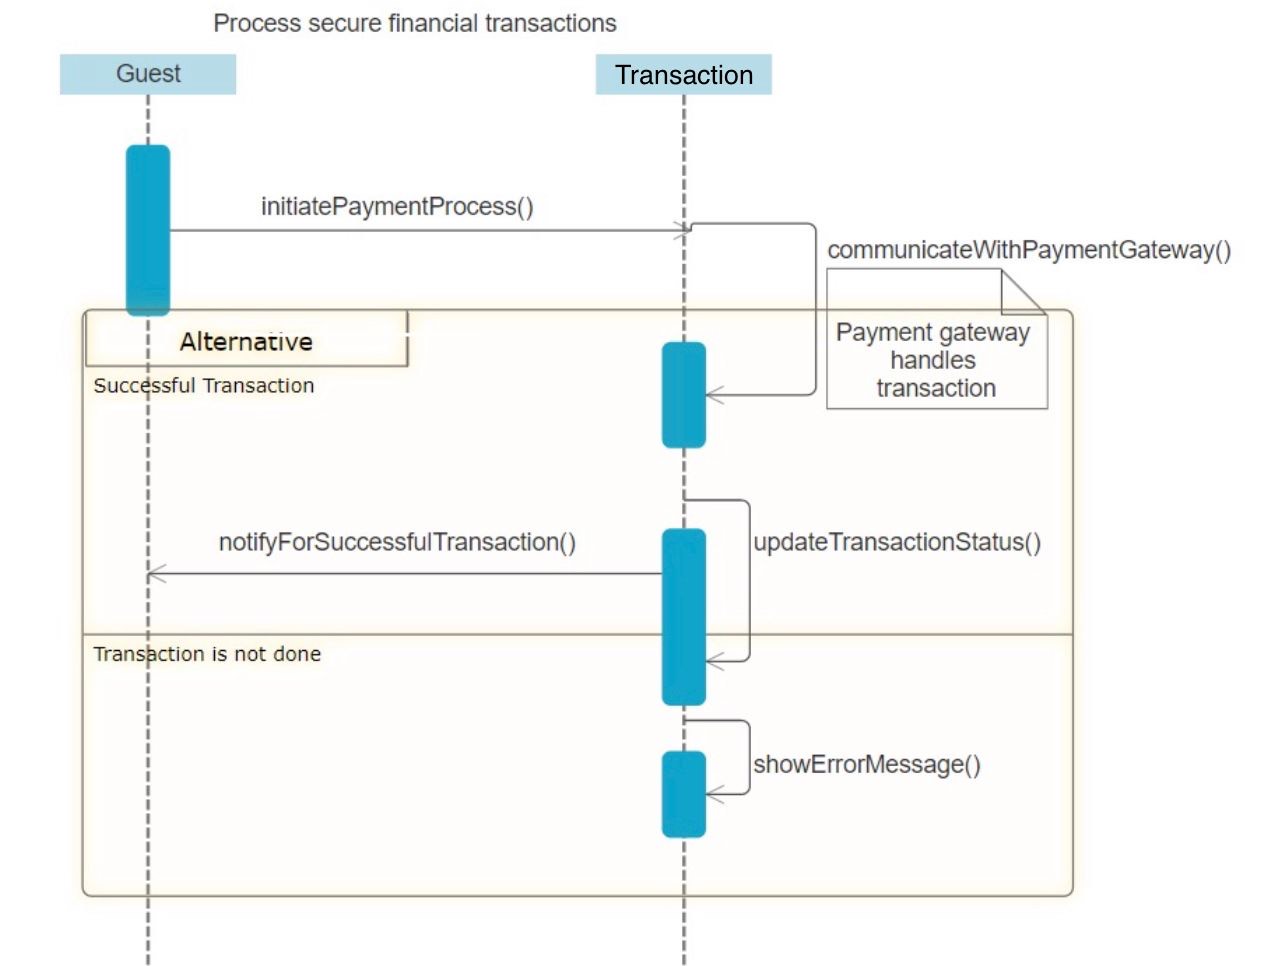 Process secure financial transactions
Guest
Transaction
initiatePaymentProcess()
communicateWithPaymentGateway()
Payment gateway
handles
transaction
Alternative
Successful Transaction
notifyForSuccessfulTransaction()
updateTransactionStatus()
Transaction is not done
showErrorMessage()